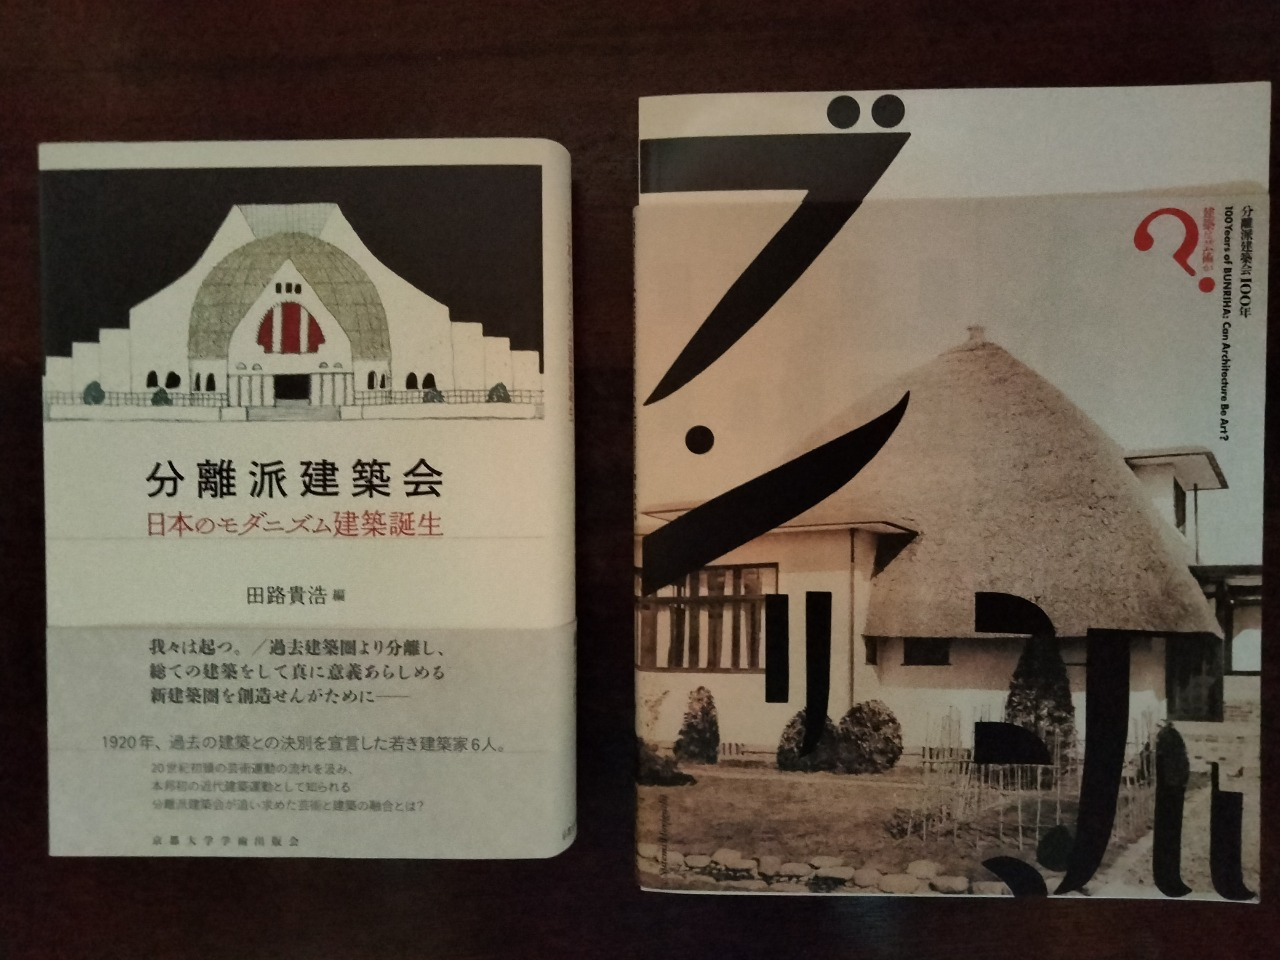 分離派建築会
日本のモダニズム建築誕生
田路貴浩 編
我々は起つ。／過去建築圏より分離し、
総ての建築をして真に意義あらしめる
新建築圏を創造せんがために――
1920年、過去の建築との決別を宣言した若き建築家6人。
20世紀初頭の芸術運動の流れを汲み、
本邦初の近代建築運動として知られる
分離派建築会が追い求めた芸術と建築の融合とは?
京都大学学術出版会
ブンリ
分離派建築会100年
100 Years of BUNRIHA: Can Architecture Be Art?
建築は芸術か
?